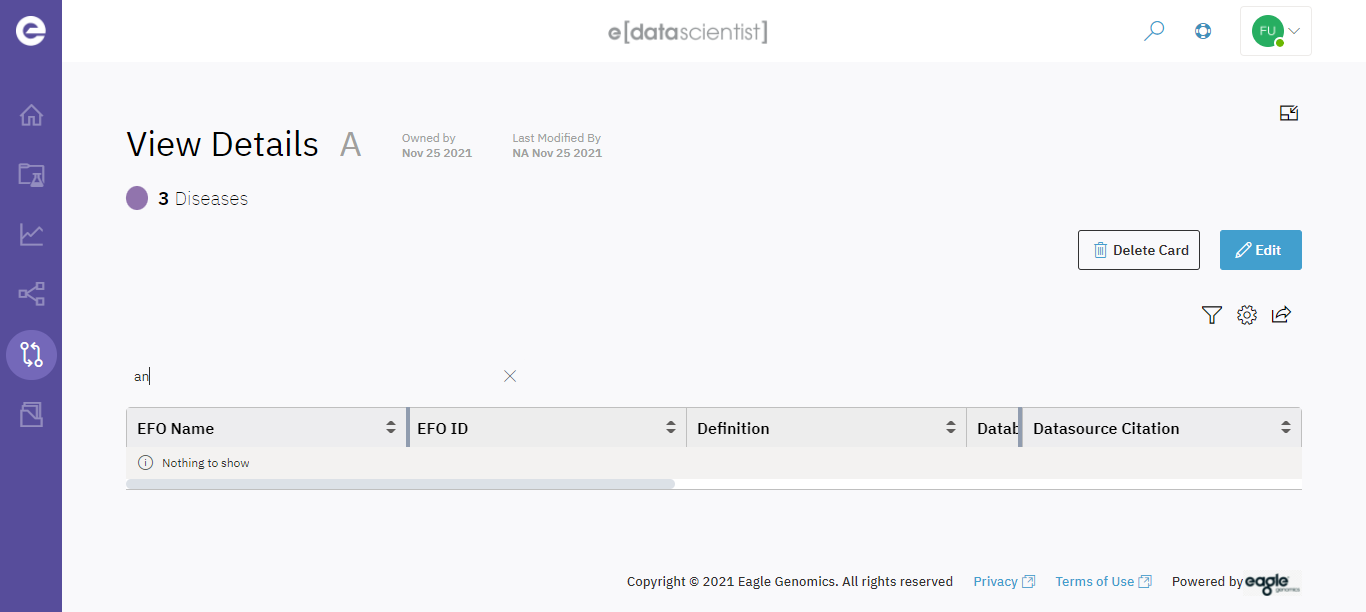 e[datascientist]
FU
View Details A
Owned by
Nov 25 2021
Last Modified By
NA Nov 25 2021
3 Diseases
Delete Card
Edit
an
EFO Name
EFO ID
Definition
Datab
Datasource Citation
Nothing to show
Copyright © 2021 Eagle Genomics. All rights reserved
Privacy
Terms of Use
Powered by eagle genomics